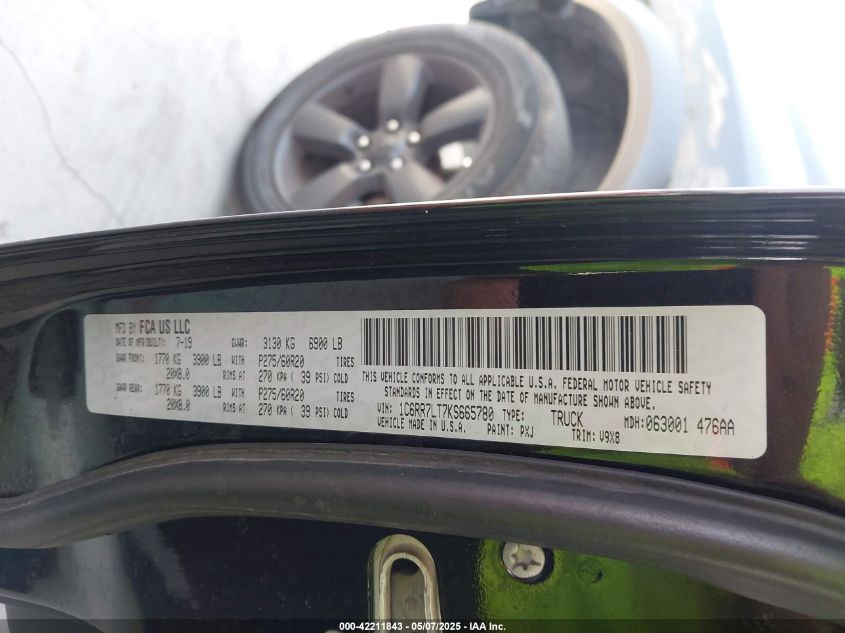 MFD BY FCA US LLC
DATE OF MFR(BUILT): 7-19 GVWR: 3130 KG 6900 LB
GAWR FRONT: 1770 KG 3900 LB WITH P275/60R20 TIRES
20X8.0 RIMS AT 270 KPA ( 39 PSI) COLD
GAWR REAR: 1770 KG 3900 LB WITH P275/60R20 TIRES
20X8.0 RIMS AT 270 KPA ( 39 PSI) COLD
THIS VEHICLE CONFORMS TO ALL APPLICABLE U.S.A. FEDERAL MOTOR VEHICLE SAFETY
STANDARDS IN EFFECT ON THE DATE OF MANUFACTURE SHOWN ABOVE.
VIN: 1C6RR7LT7KS665780 TYPE: TRUCK MDH:063001 476AA
VEHICLE MADE IN U.S.A. PAINT: PXJ TRIM: V9X8
000-42211843 - 05/07/2025 - IAA Inc.